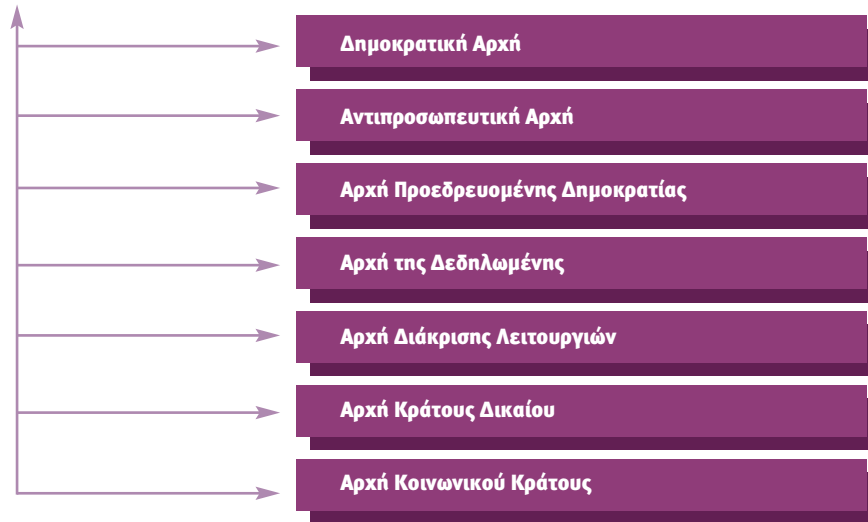 Δημοκρατική Αρχή
Αντιπροσωπευτική Αρχή
Αρχή Προεδρευομένης Δημοκρατίας
Αρχή της Δεδηλωμένης
Αρχή Διάκρισης Λειτουργιών
Αρχή Κράτους Δικαίου
Αρχή Κοινωνικού Κράτους